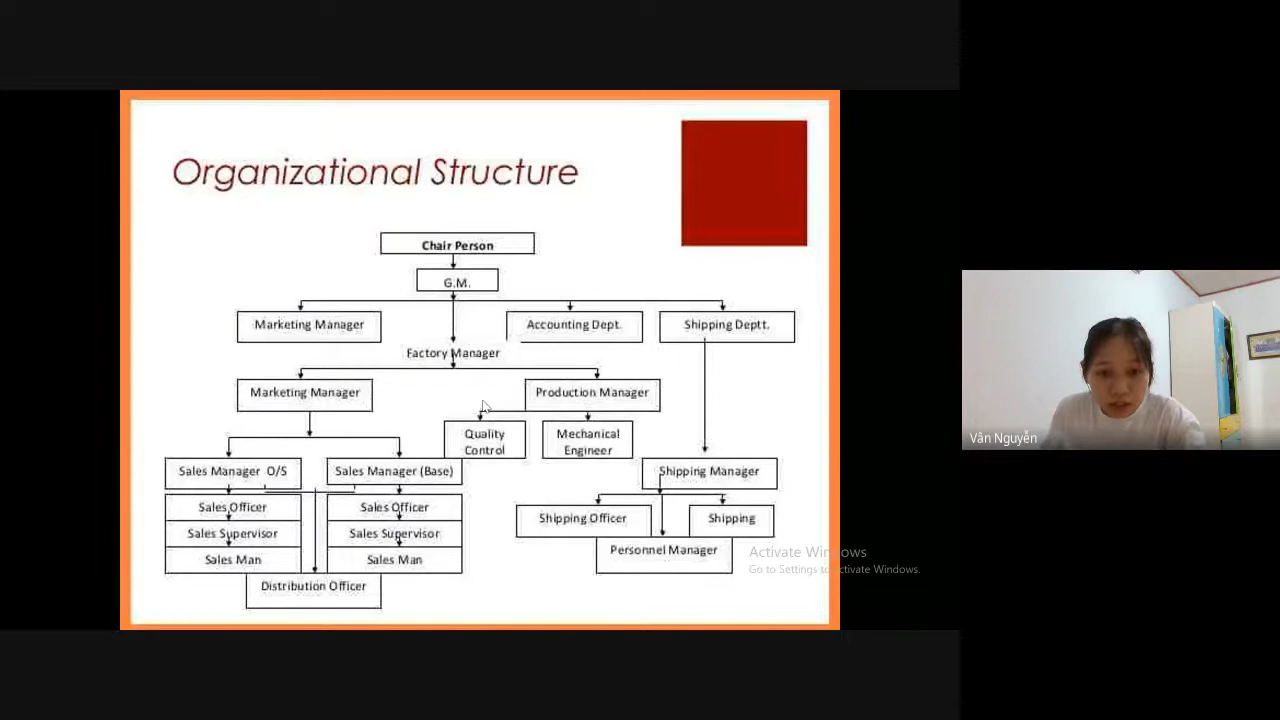 Organizational Structure
Chair Person
G.M.
Marketing Manager
Accounting Dept.
Shipping Deptt.
Factory Manager
Marketing Manager
Production Manager
Quality
Control
Mechanical
Engineer
Sales Manager O/S
Sales Manager (Base)
Shipping Manager
Sales Officer
Sales Officer
Shipping Officer
Shipping
Sales Supervisor
Sales Supervisor
Personnel Manager
Sales Man
Sales Man
Distribution Officer
Vân Nguyễn
Activate Windows
Go to Settings to activate Windows.